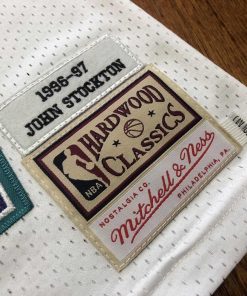 1996-97
JOHN STOCKTON
HARDWOOD
CLASSICS
NBA
NOSTALGIA CO.
Mitchell & Ness
PHILADELPHIA, PA.